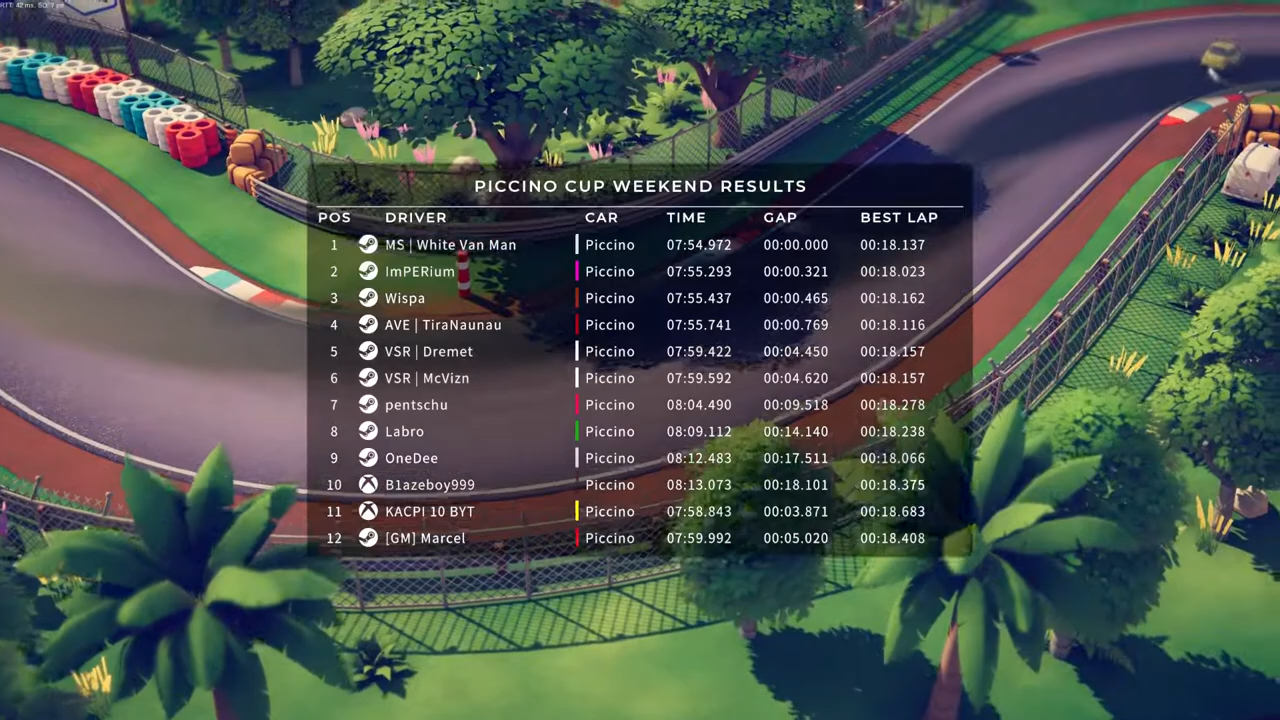 RTT: 42 ms, SD: 7 ms
PICCINO CUP WEEKEND RESULTS
POS DRIVER CAR TIME GAP BEST LAP
1 MS | White Van Man Piccino 07:54.972 00:00.000 00:18.137
2 ImPERium Piccino 07:55.293 00:00.321 00:18.023
3 Wispa Piccino 07:55.437 00:00.465 00:18.162
4 AVE | TiraNaunau Piccino 07:55.741 00:00.769 00:18.116
5 VSR | Dremet Piccino 07:59.422 00:04.450 00:18.157
6 VSR | McVizn Piccino 07:59.592 00:04.620 00:18.157
7 pentschu Piccino 08:04.490 00:09.518 00:18.278
8 Labro Piccino 08:09.112 00:14.140 00:18.238
9 OneDee Piccino 08:12.483 00:17.511 00:18.066
10 B1azeboy999 Piccino 08:13.073 00:18.101 00:18.375
11 KACPI 10 BYT Piccino 07:58.843 00:03.871 00:18.683
12 [GM] Marcel Piccino 07:59.992 00:05.020 00:18.408